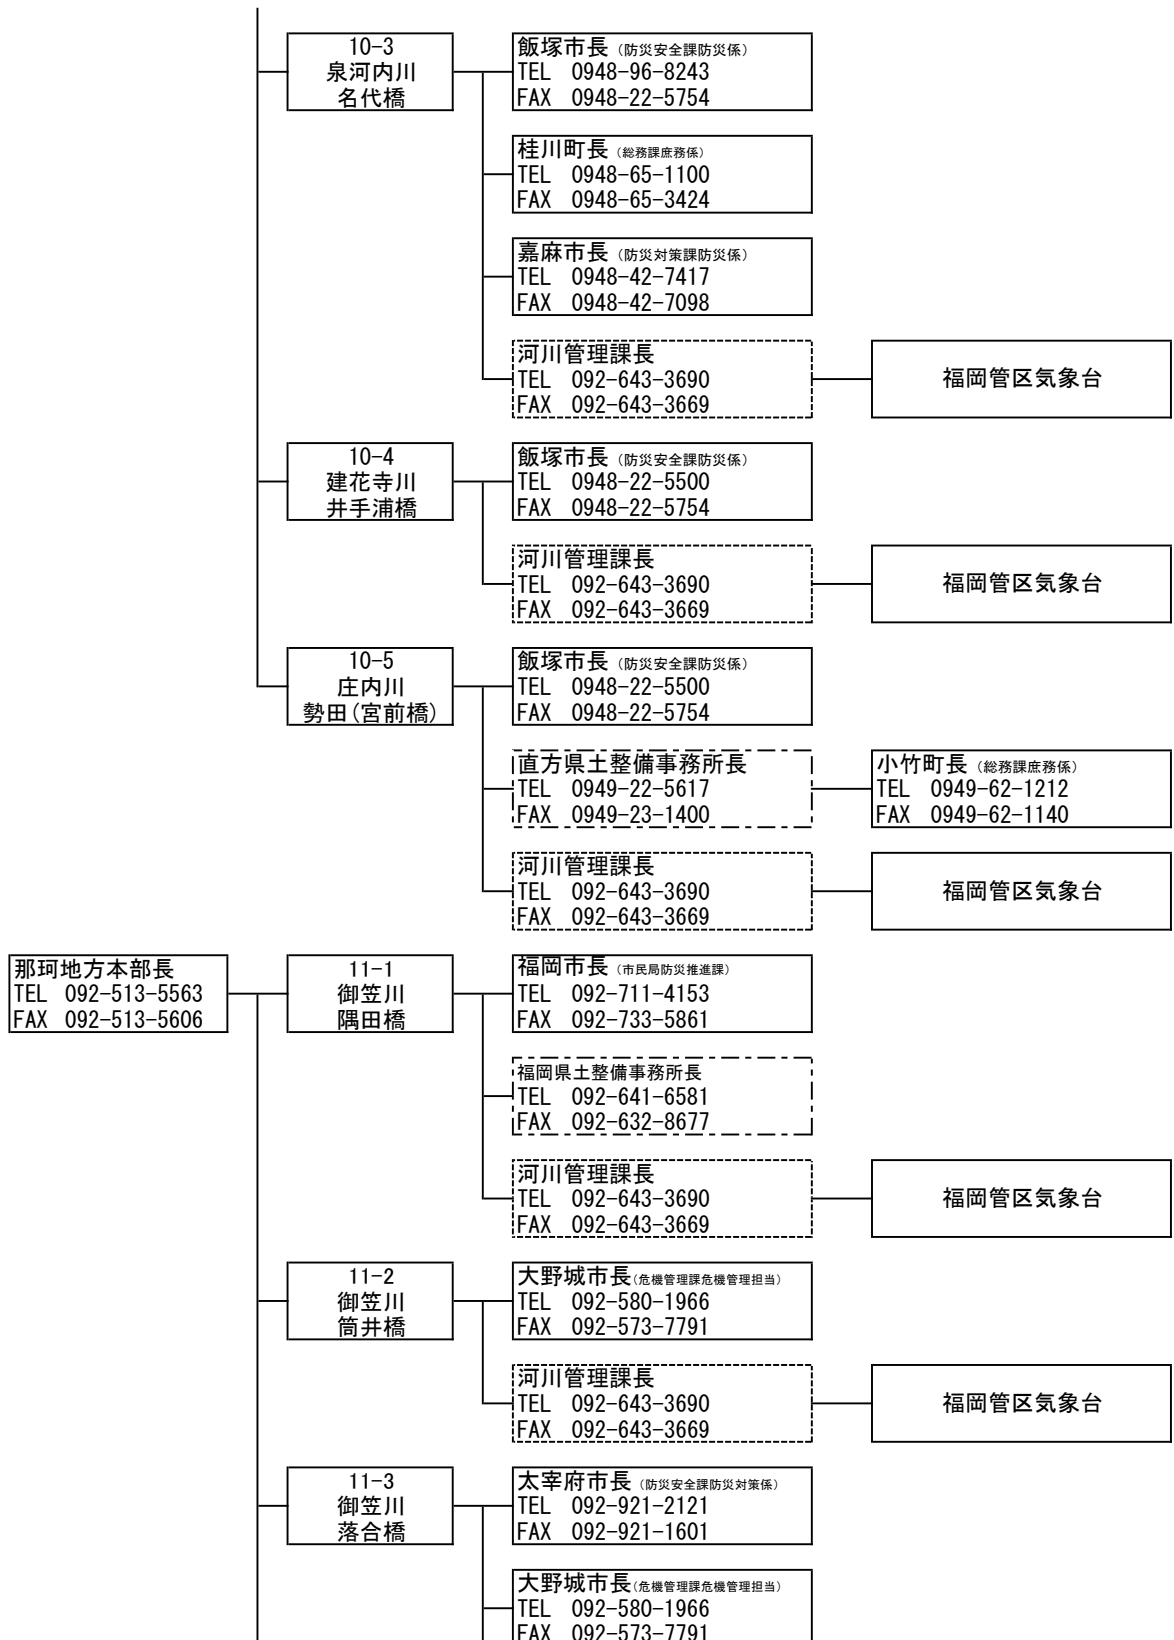 10-3
泉河内川
名代橋
飯塚市長（防災安全課防災係）
TEL 0948-96-8243
FAX 0948-22-5754
桂川町長（総務課庶務係）
TEL 0948-65-1100
FAX 0948-65-3424
嘉麻市長（防災対策課防災係）
TEL 0948-42-7417
FAX 0948-42-7098
河川管理課長
TEL 092-643-3690
FAX 092-643-3669
福岡管区気象台
10-4
建花寺川
井手浦橋
飯塚市長（防災安全課防災係）
TEL 0948-22-5500
FAX 0948-22-5754
河川管理課長
TEL 092-643-3690
FAX 092-643-3669
福岡管区気象台
10-5
庄内川
勢田(宮前橋)
飯塚市長（防災安全課防災係）
TEL 0948-22-5500
FAX 0948-22-5754
直方県土整備事務所長
TEL 0949-22-5617
FAX 0949-23-1400
小竹町長（総務課庶務係）
TEL 0949-62-1212
FAX 0949-62-1140
河川管理課長
TEL 092-643-3690
FAX 092-643-3669
福岡管区気象台
那珂地方本部長
TEL 092-513-5563
FAX 092-513-5606
11-1
御笠川
隅田橋
福岡市長（市民局防災推進課）
TEL 092-711-4153
FAX 092-733-5861
福岡県土整備事務所長
TEL 092-641-6581
FAX 092-632-8677
河川管理課長
TEL 092-643-3690
FAX 092-643-3669
福岡管区気象台
11-2
御笠川
筒井橋
大野城市長(危機管理課危機管理担当)
TEL 092-580-1966
FAX 092-573-7791
河川管理課長
TEL 092-643-3690
FAX 092-643-3669
福岡管区気象台
11-3
御笠川
落合橋
太宰府市長（防災安全課防災対策係）
TEL 092-921-2121
FAX 092-921-1601
大野城市長(危機管理課危機管理担当)
TEL 092-580-1966
FAX 092-573-7791